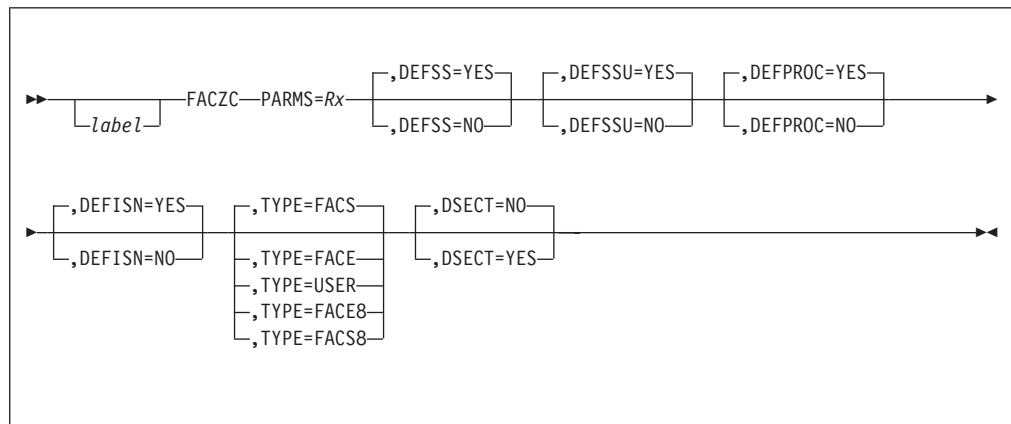 ,DEFSS=YES ,DEFSSU=YES ,DEFPROC=YES
FACZC PARMS=Rx
label ,DEFSS=NO ,DEFSSU=NO ,DEFPROC=NO
,DEFISN=YES ,TYPE=FACS ,DSECT=NO
,DEFISN=NO ,TYPE=FACE ,DSECT=YES
,TYPE=USER
,TYPE=FACE8
,TYPE=FACS8